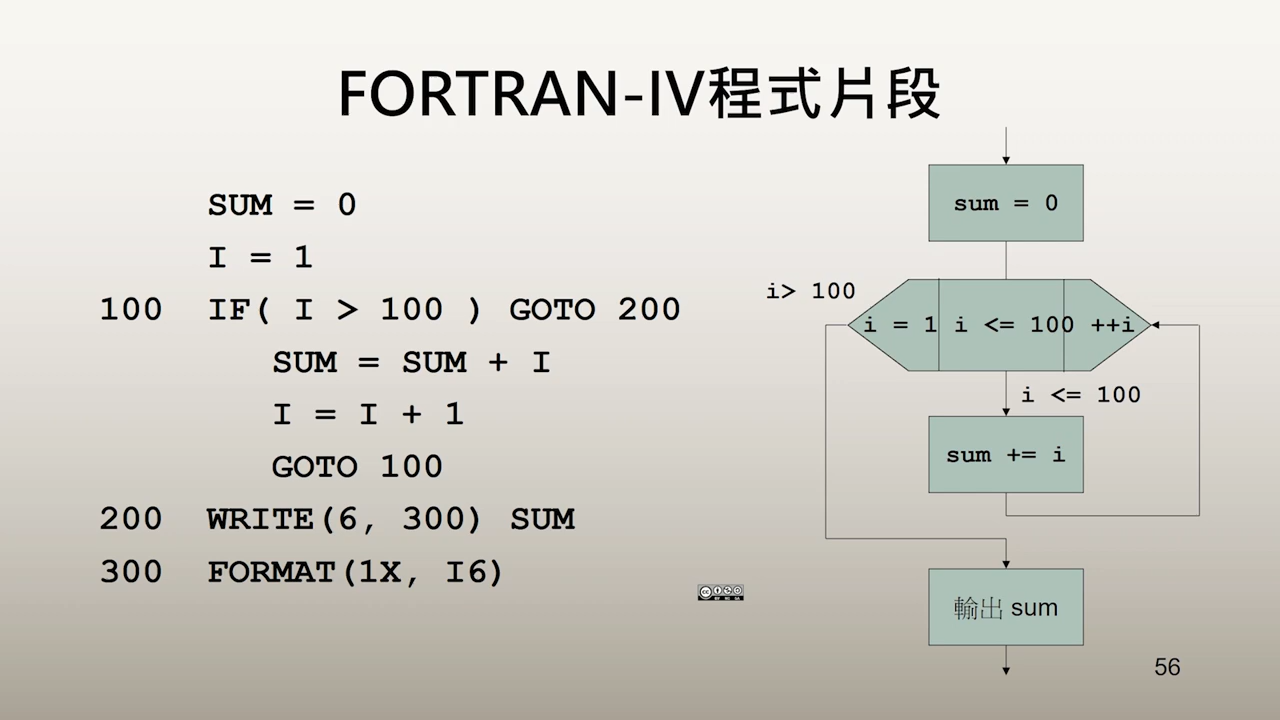 FORTRAN-IV程式片段
SUM = 0
I = 1
100 IF( I > 100 ) GOTO 200
SUM = SUM + I
I = I + 1
GOTO 100
200 WRITE(6, 300) SUM
300 FORMAT(1X, I6)
sum = 0
i> 100
i = 1 i <= 100 ++i
i <= 100
sum += i
輸出 sum
56